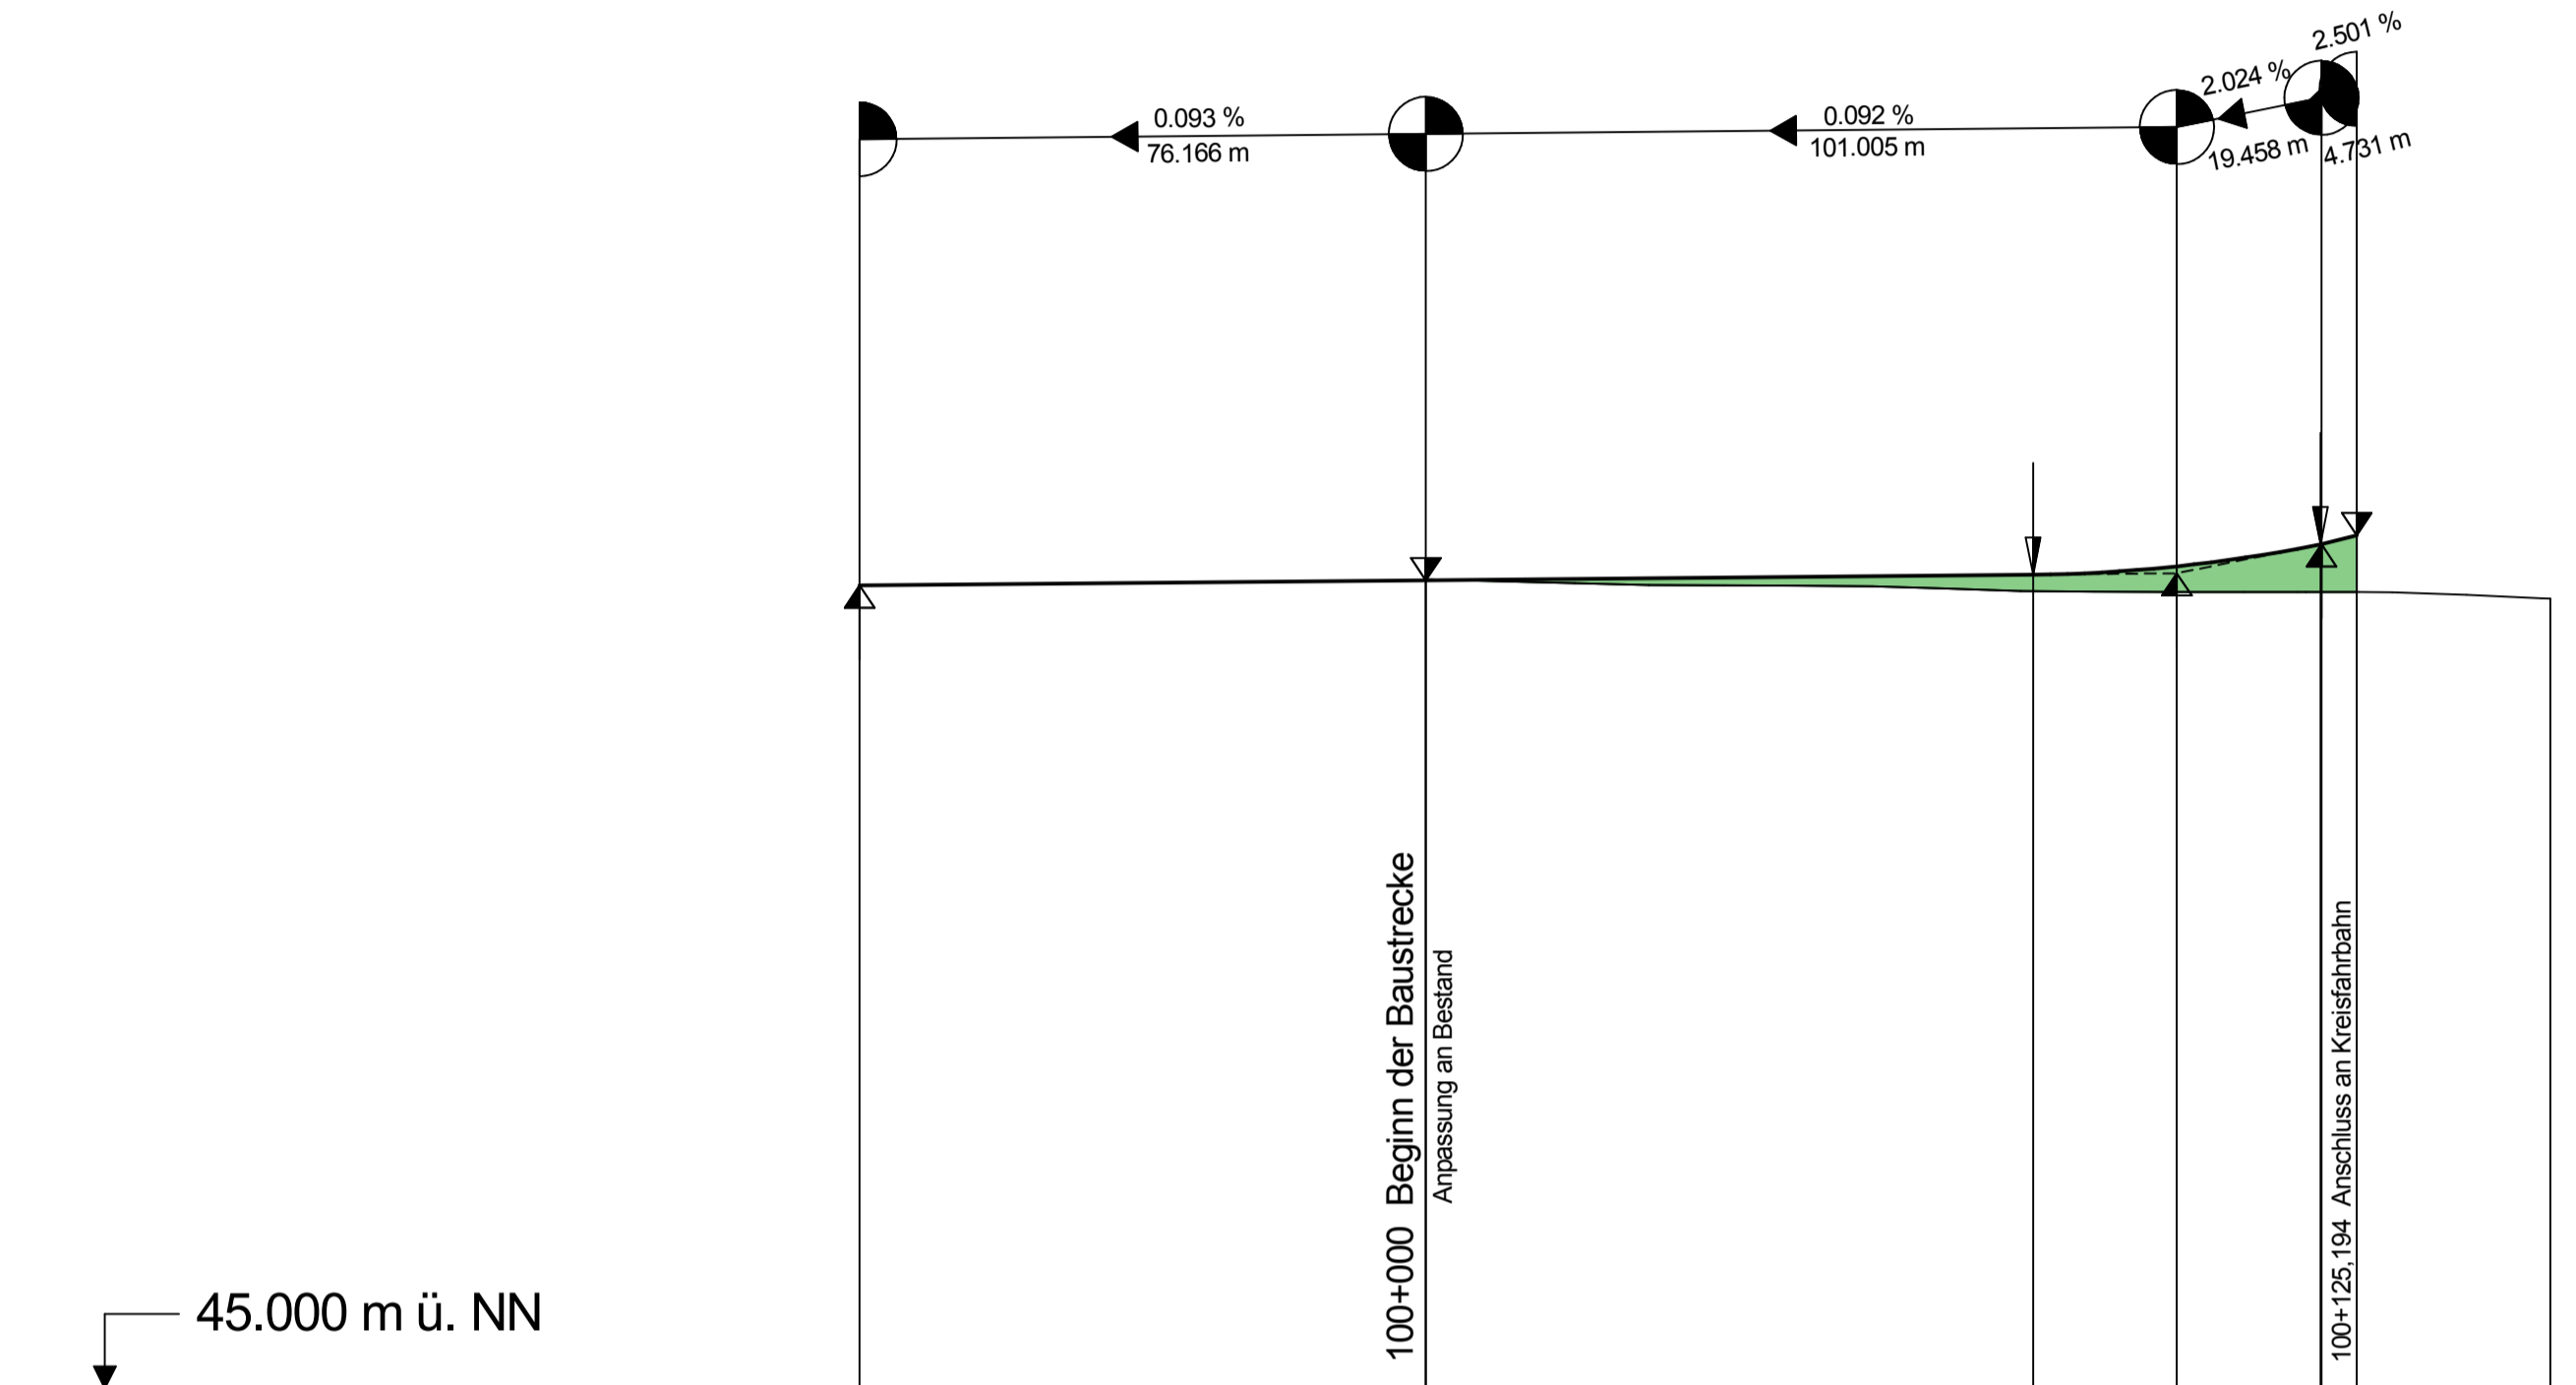 2.501 %
2.024 %
0.093 %
0.092 %
76.166 m
101.005 m
19.458 m
4.731 m
100+000 Beginn der Baustrecke
Anpassung an Bestand
100+125,194 Anschluss an Kreisfahrbahn
45.000 m ü. NN